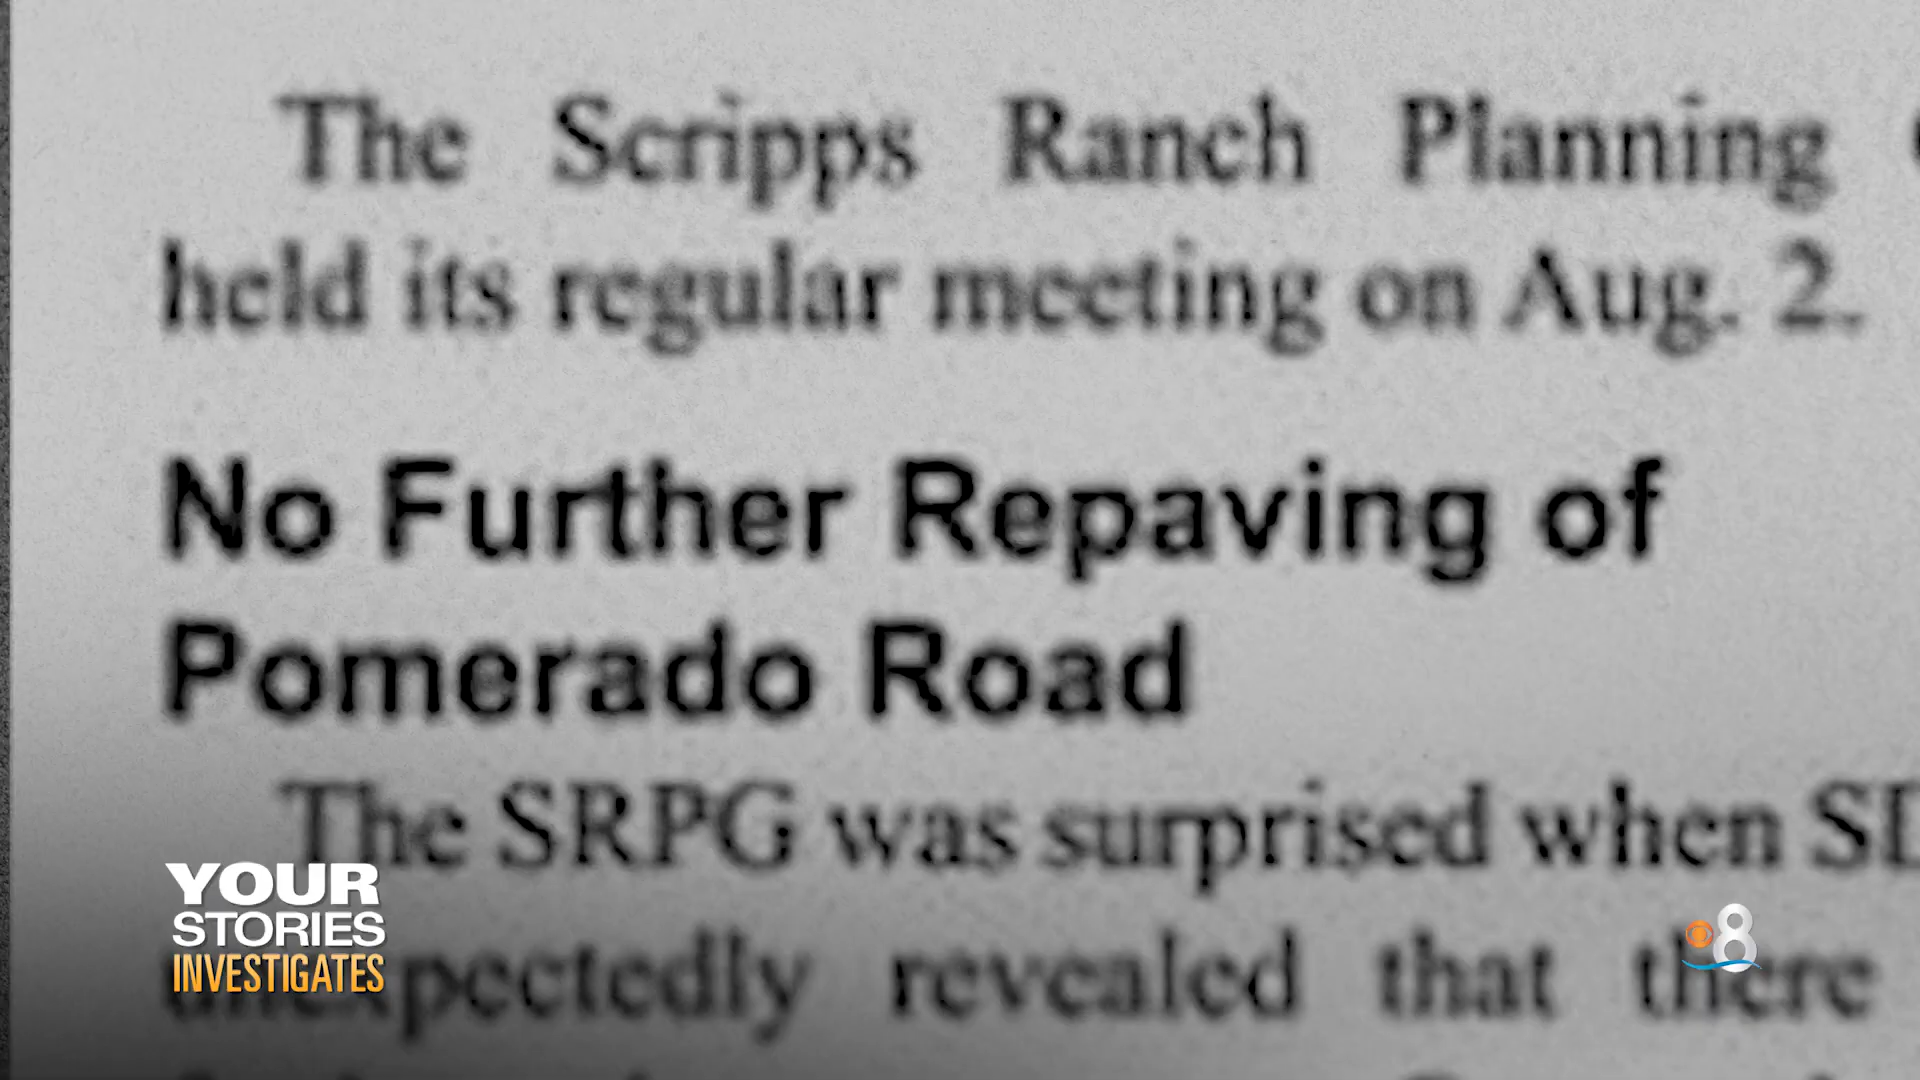 The Scripps Ranch Planning
held its regular meeting on Aug. 2.
No Further Repaving of
Pomerado Road
The SRPG was surprised when
unexpectedly revealed that there
YOUR
STORIES
INVESTIGATES
8